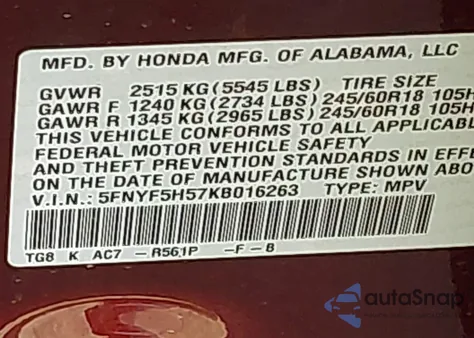 MFD. BY HONDA MFG. OF ALABAMA, LLC
GVWR 2515 KG (5545 LBS) TIRE SIZE
GAWR F 1240 KG (2734 LBS) 245/60R18 105H
GAWR R 1345 KG (2965 LBS) 245/60R18 105H
THIS VEHICLE CONFORMS TO ALL APPLICABL
FEDERAL MOTOR VEHICLE SAFETY
AND THEFT PREVENTION STANDARDS IN EFFE
ON THE DATE OF MANUFACTURE SHOWN ABO
V.I.N.: 5FNYF5H57KB016263 TYPE: MPV
TG8 K AC7 -R561P -F-B
autoSnap